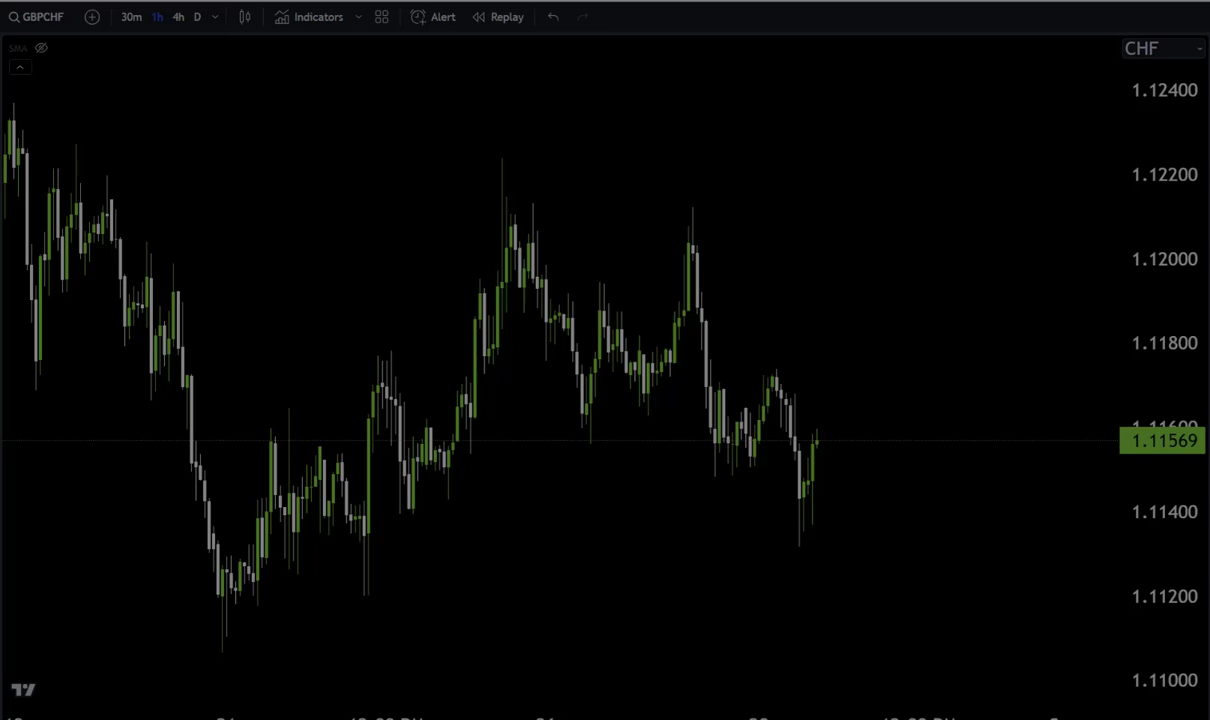 GBPCHF 30m 1h 4h D Indicators Alert Replay
SMA
CHF
1.12400
1.12200
1.12000
1.11800
1.11569
1.11400
1.11200
1.11000